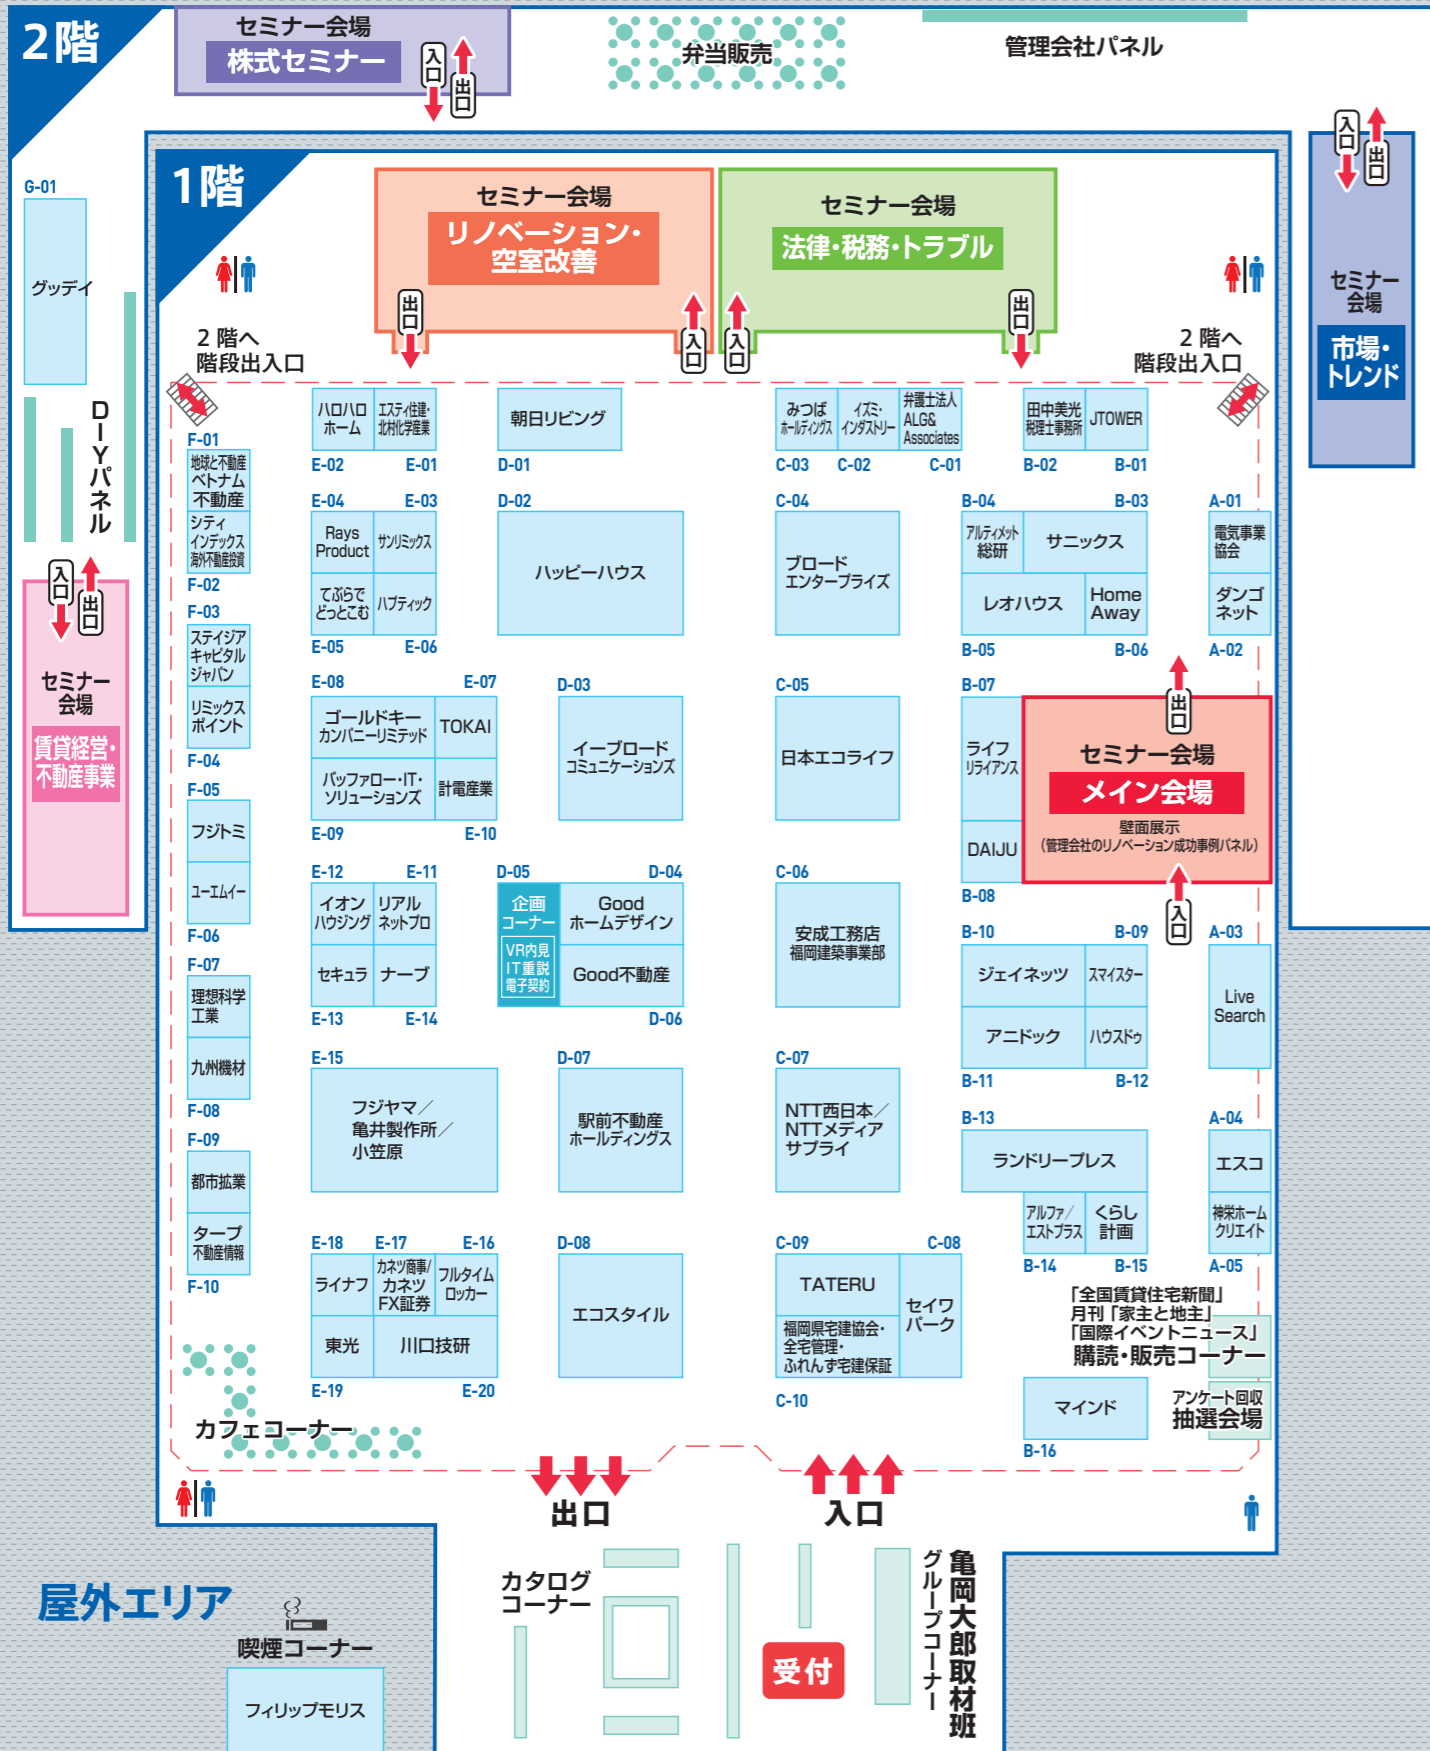 2階
セミナー会場
株式セミナー
入口
出口
弁当販売
管理会社パネル
入口
出口
セミナー
会場
市場・
トレンド
G-01
グッデイ
DIYパネル
入口
出口
セミナー
会場
賃貸経営・
不動産事業
1階
セミナー会場
リノベーション・
空室改善
出口
入口
セミナー会場
法律・税務・トラブル
入口
出口
2階へ
階段出入口
2階へ
階段出入口
F-01
地球と不動産
ベトナム
不動産
シティ
インデックス
海外不動産投資
F-02
F-03
ステイジア
キャピタル
ジャパン
リミックス
ポイント
F-04
F-05
フジトミ
ユーエムイー
F-06
F-07
理想科学
工業
九州機材
F-08
F-09
都市拡業
タープ
不動産情報
F-10
ハロハロ
ホーム
エスティ住建・
北村化学産業
E-02
E-01
E-04
E-03
Rays
Product
サンリミックス
てぶらで
どっとこむ
ハプティック
E-05
E-06
E-08
E-07
ゴールドキー
カンパニーリミテッド
TOKAI
バッファロー・IT・
ソリューションズ
計電産業
E-09
E-10
E-12
E-11
イオン
ハウジング
リアル
ネットプロ
セキュラ
ナーブ
E-13
E-14
E-15
フジヤマ／
亀井製作所／
小笠原
E-18
E-17
E-16
ライナフ
カネツ商事/
カネツ
FX証券
フルタイム
ロッカー
東光
川口技研
E-19
E-20
朝日リビング
D-01
D-02
ハッピーハウス
D-03
イーブロード
コミュニケーションズ
D-05
D-04
企画
コーナー
VR内見
IT重説
電子契約
Good
ホームデザイン
Good不動産
D-06
D-07
駅前不動産
ホールディングス
D-08
エコスタイル
みつば
ホールディングス
イズミ・
インダストリー
弁護士法人
ALG&
Associates
C-03
C-02
C-01
C-04
ブロード
エンタープライズ
C-05
日本エコライフ
C-06
安成工務店
福岡建築事業部
C-07
NTT西日本／
NTTメディア
サプライ
C-09
C-08
TATERU
セイワ
パーク
福岡県宅建協会・
全宅管理・
ふれんず宅建保証
C-10
田中美光
税理士事務所
JTOWER
B-02
B-01
B-04
B-03
アルティメット
総研
サニックス
レオハウス
Home
Away
B-05
B-06
B-07
ライフ
リライアンス
DAIJU
B-08
出口
セミナー会場
メイン会場
壁面展示
(管理会社のリノベーション成功事例パネル)
入口
B-10
B-09
ジェイネッツ
スマイスター
アニドック
ハウスドゥ
B-11
B-12
B-13
ランドリープレス
アルファ／
エストプラス
くらし
計画
B-14
B-15
A-01
電気事業
協会
ダンゴ
ネット
A-02
A-03
Live
Search
A-04
エスコ
神栄ホーム
クリエイト
A-05
「全国賃貸住宅新聞」
月刊「家主と地主」
「国際イベントニュース」
購読・販売コーナー
マインド
B-16
アンケート回収
抽選会場
カフェコーナー
出口
入口
屋外エリア
喫煙コーナー
フィリップモリス
カタログ
コーナー
受付
亀岡大郎取材班
グループコーナー